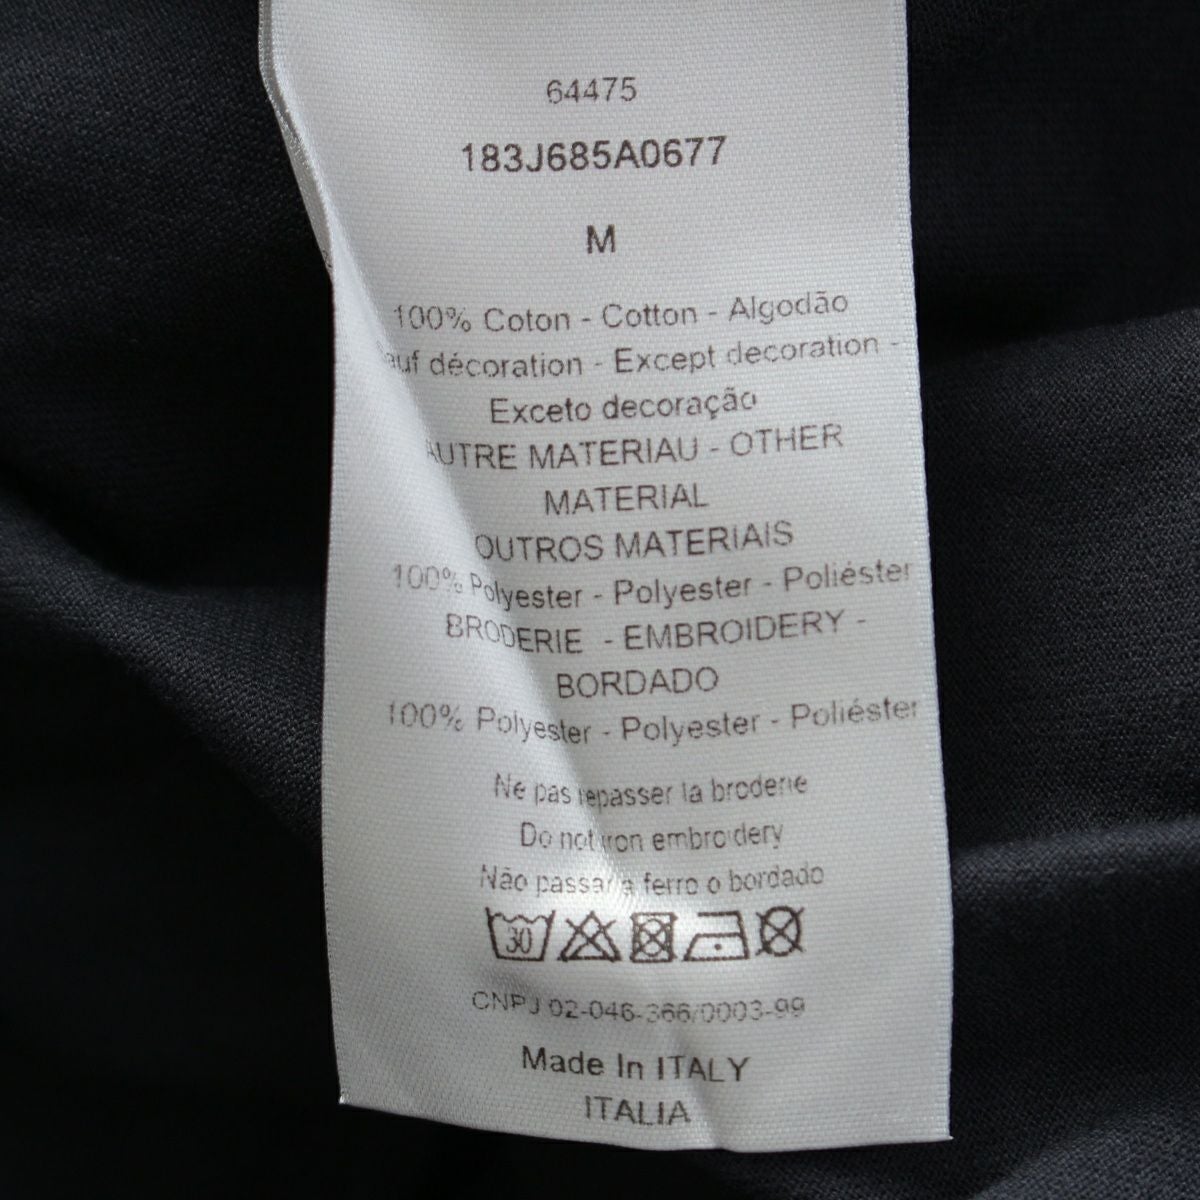 64475
183J685A0677
M
100% Coton - Cotton - Algodão
auf décoration - Except decoration -
Exceto decoração
AUTRE MATERIAU - OTHER
MATERIAL
OUTROS MATERIAIS
100% Polyester - Polyester - Poliéster
BRODERIE - EMBROIDERY -
BORDADO
100% Polyester - Polyester - Poliéster
Ne pas repasser la broderie
Do not iron embroidery
Não passar a ferro o bordado
30
CNPJ 02-046-366/0003-99
Made In ITALY
ITALIA